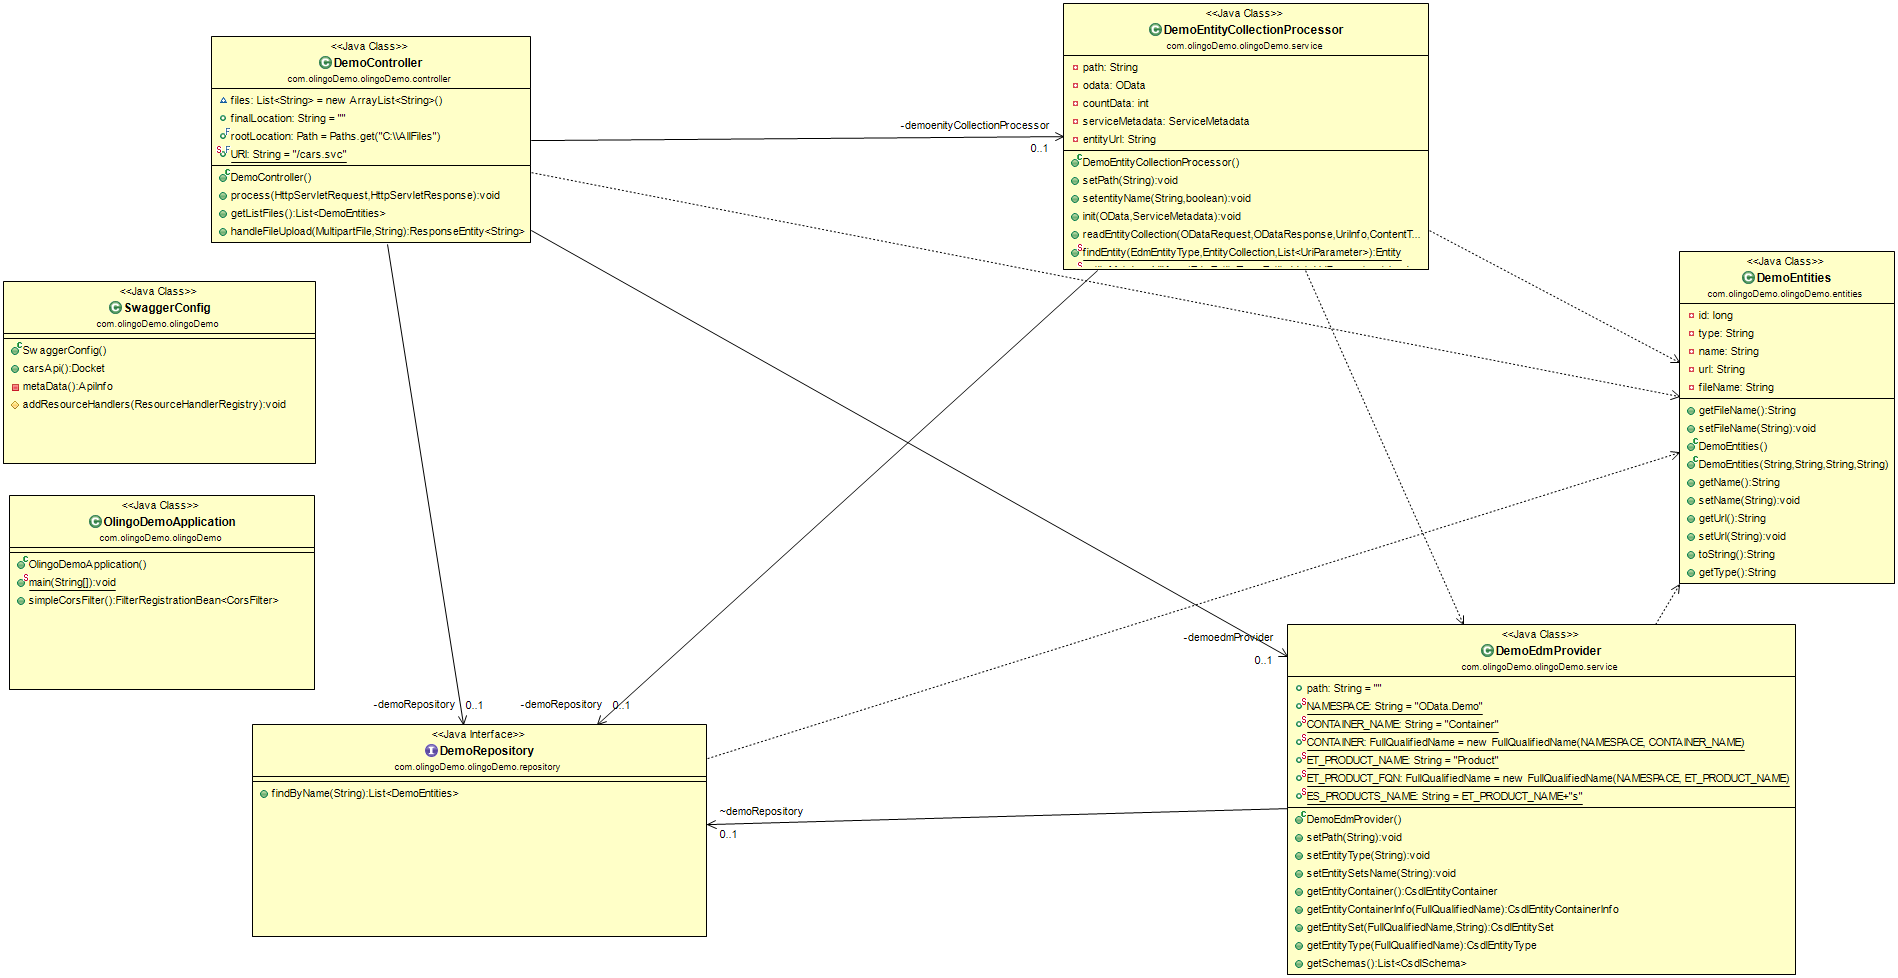 <<Java Class>>
DemoController
com.olingoDemo.olingoDemo.controller
files: List<String> = new ArrayList<String>()
finalLocation: String = ""
rootLocation: Path = Paths.get("C:\\AllFiles")
URI: String = "/cars.svc"
DemoController()
process(HttpServletRequest,HttpServletResponse):void
getListFiles():List<DemoEntities>
handleFileUpload(MultipartFile,String):ResponseEntity<String>
<<Java Class>>
DemoEntityCollectionProcessor
com.olingoDemo.olingoDemo.service
path: String
odata: OData
countData: int
serviceMetadata: ServiceMetadata
entityUrl: String
DemoEntityCollectionProcessor()
setPath(String):void
setentityName(String,boolean):void
init(OData,ServiceMetadata):void
readEntityCollection(ODataRequest,ODataResponse,UriInfo,ContentT...
findEntity(EdmEntityType,EntityCollection,List<UriParameter>):Entity
-demoenityCollectionProcessor
0..1
<<Java Class>>
DemoEntities
com.olingoDemo.olingoDemo.entities
id: long
type: String
name: String
url: String
fileName: String
getFileName():String
setFileName(String):void
DemoEntities()
DemoEntities(String,String,String,String)
getName():String
setName(String):void
getUrl():String
setUrl(String):void
toString():String
getType():String
<<Java Class>>
SwaggerConfig
com.olingoDemo.olingoDemo
SwaggerConfig()
carsApi():Docket
metaData():ApiInfo
addResourceHandlers(ResourceHandlerRegistry):void
<<Java Class>>
OlingoDemoApplication
com.olingoDemo.olingoDemo
OlingoDemoApplication()
main(String[]):void
simpleCorsFilter():FilterRegistrationBean<CorsFilter>
-demoRepository
0..1
-demoRepository
0..1
<<Java Interface>>
DemoRepository
com.olingoDemo.olingoDemo.repository
findByName(String):List<DemoEntities>
~demoRepository
0..1
-demoedmProvider
0..1
<<Java Class>>
DemoEdmProvider
com.olingoDemo.olingoDemo.service
path: String = ""
NAMESPACE: String = "OData.Demo"
CONTAINER_NAME: String = "Container"
CONTAINER: FullQualifiedName = new FullQualifiedName(NAMESPACE, CONTAINER_NAME)
ET_PRODUCT_NAME: String = "Product"
ET_PRODUCT_FQN: FullQualifiedName = new FullQualifiedName(NAMESPACE, ET_PRODUCT_NAME)
ES_PRODUCTS_NAME: String = ET_PRODUCT_NAME+"s"
DemoEdmProvider()
setPath(String):void
setEntityType(String):void
setEntitySetsName(String):void
getEntityContainer():CsdlEntityContainer
getEntityContainerInfo(FullQualifiedName):CsdlEntityContainerInfo
getEntitySet(FullQualifiedName,String):CsdlEntitySet
getEntityType(FullQualifiedName):CsdlEntityType
getSchemas():List<CsdlSchema>